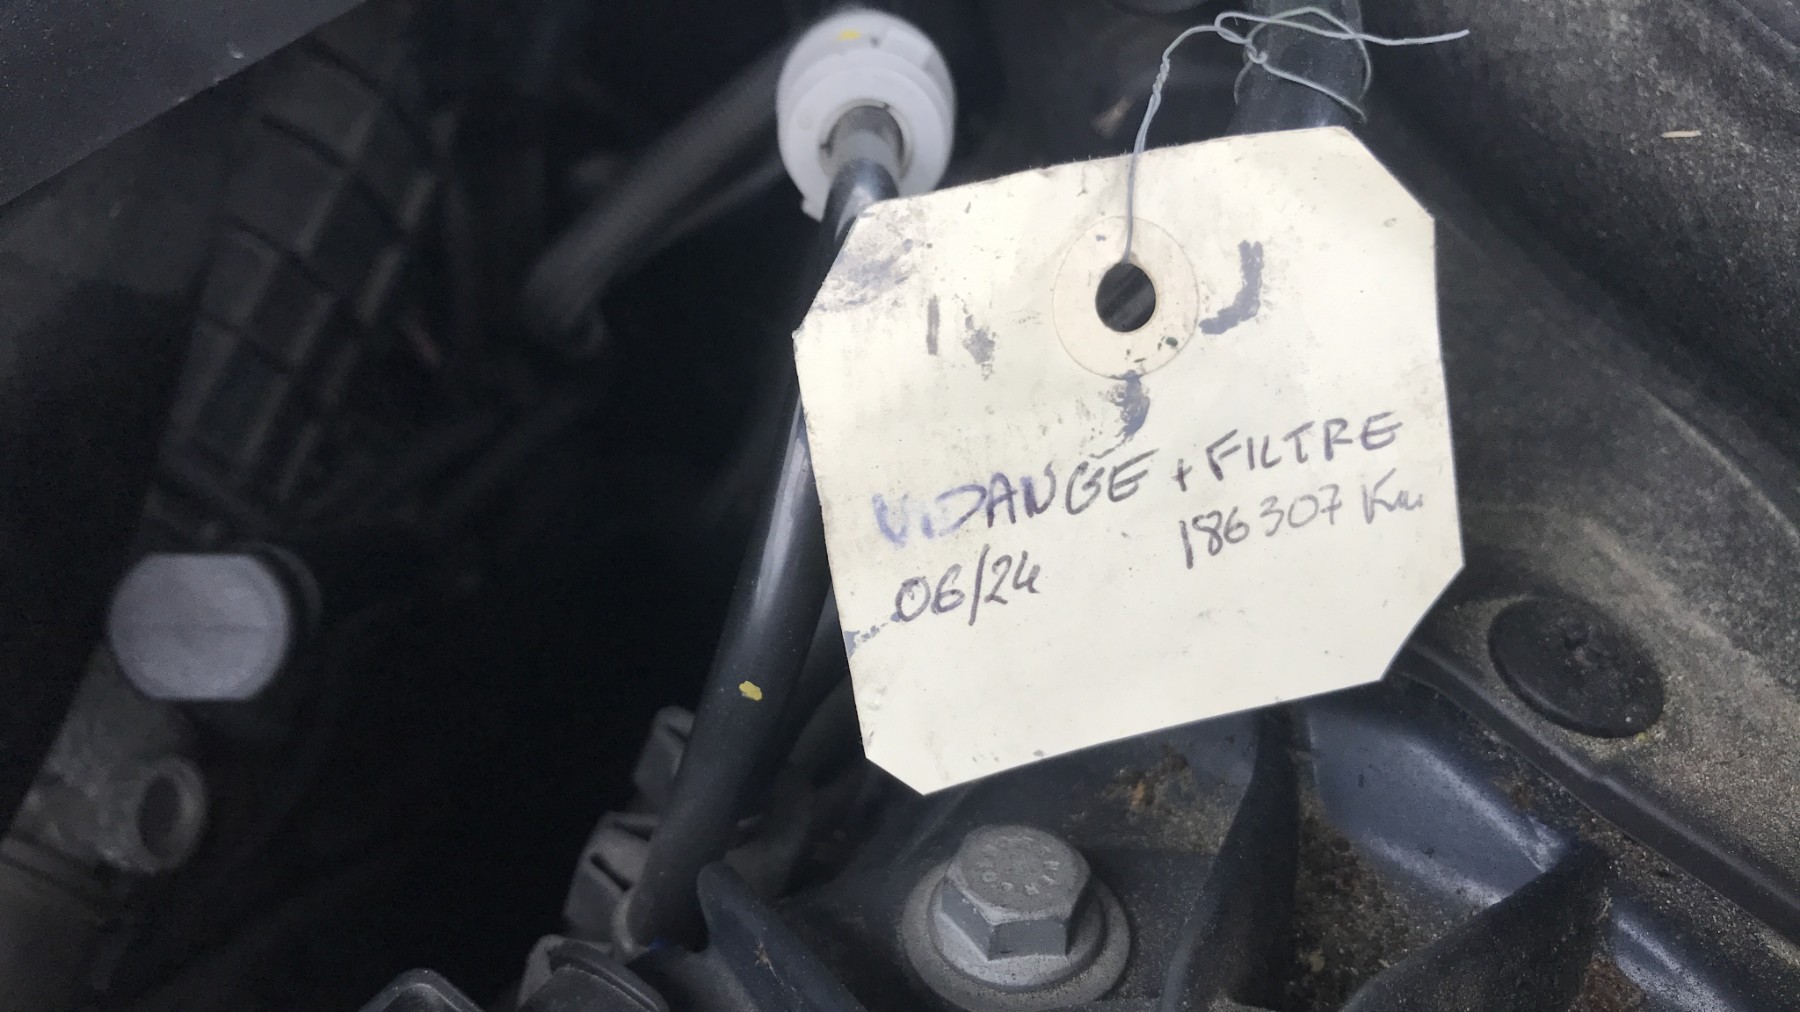 VIDANGE + FILTRE
06/24 186307 Km